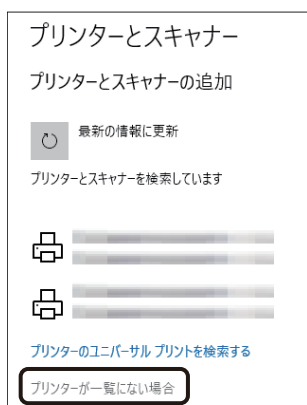 プリンターとスキャナー
プリンターとスキャナーの追加
最新の情報に更新
プリンターとスキャナーを検索しています
プリンターのユニバーサル プリントを検索する
プリンターが一覧にない場合